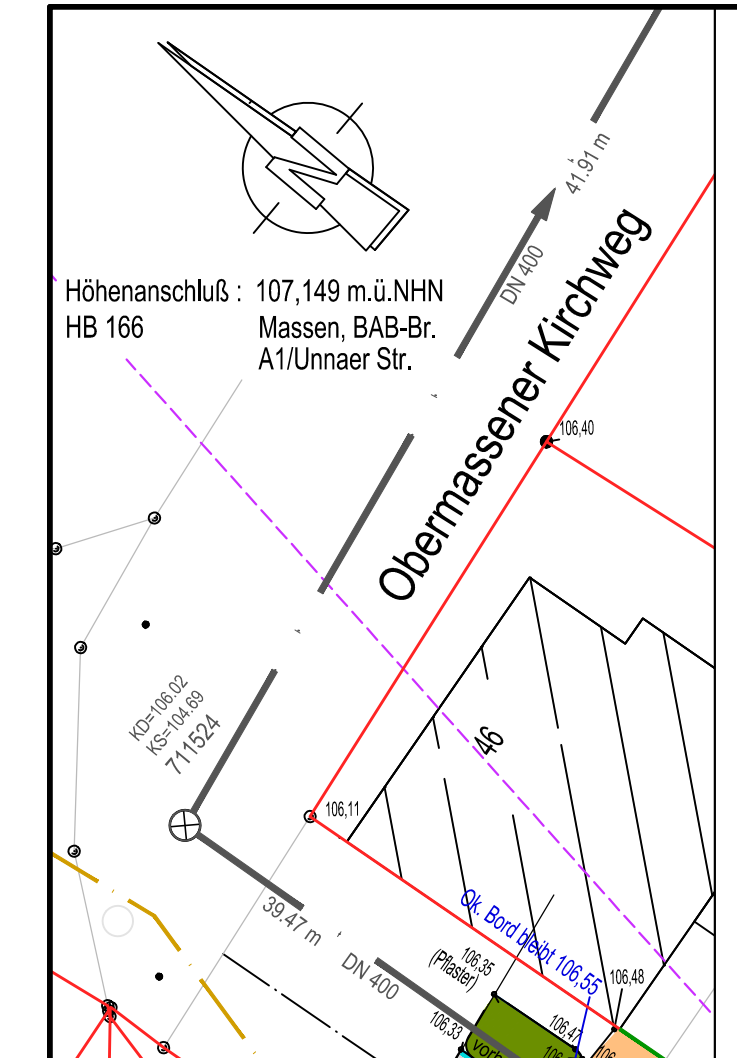 41.91 m
DN 400
Obermassener Kirchweg
Höhenanschluß : 107,149 m.ü.NHN
HB 166 Massen, BAB-Br.
A1/Unnaer Str.
106,40
KD=106.02
KS=104.69
711524
46
106,11
39.47 m
DN 400
Ok. Bord bleibt 106,55
106,35
(Pflaster)
106,48
106,33
106,47